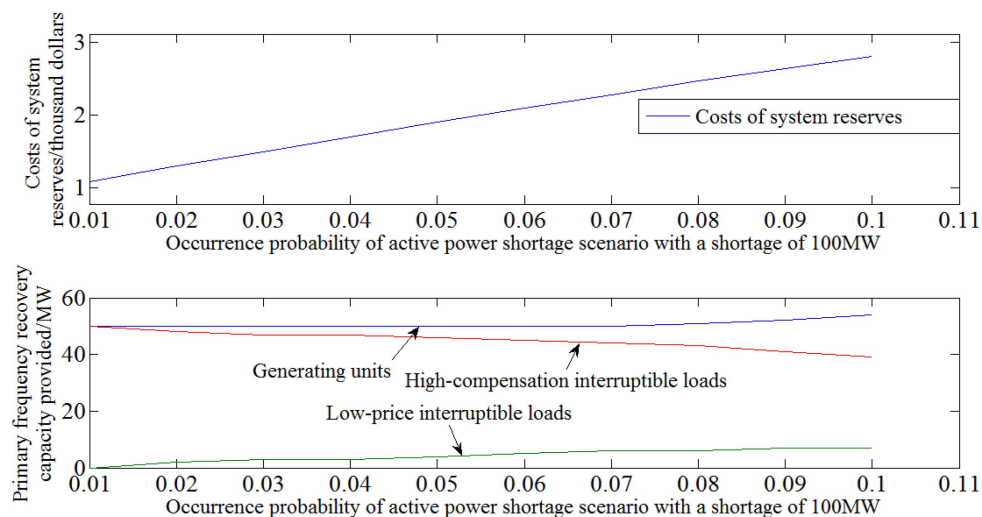 Costs of system
reserves/thousand dollars
3
2
1
Costs of system reserves
0.01 0.02 0.03 0.04 0.05 0.06 0.07 0.08 0.09 0.1 0.11
Occurrence probability of active power shortage scenario with a shortage of 100MW
Primary frequency recovery
capacity provided/MW
60
40
20
0
Generating units
High-compensation interruptible loads
Low-price interruptible loads
0.01 0.02 0.03 0.04 0.05 0.06 0.07 0.08 0.09 0.1 0.11
Occurrence probability of active power shortage scenario with a shortage of 100MW